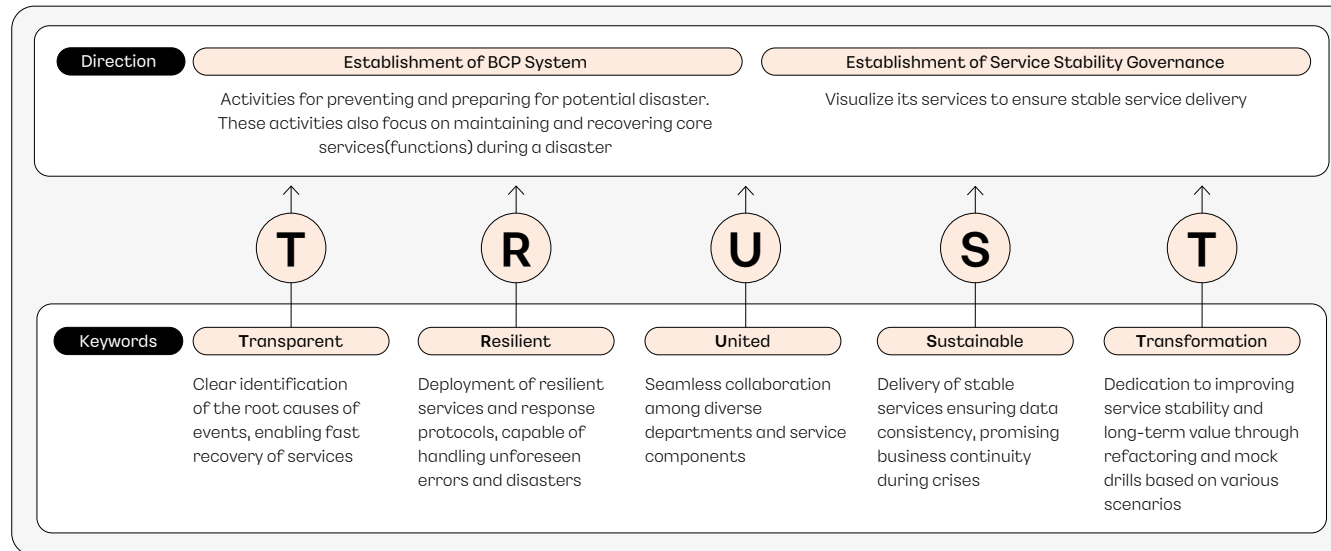 Direction
Establishment of BCP System
Activities for preventing and preparing for potential disaster.
These activities also focus on maintaining and recovering core
services(functions) during a disaster
Establishment of Service Stability Governance
Visualize its services to ensure stable service delivery
T
R
U
S
T
Keywords
Transparent
Clear identification
of the root causes of
events, enabling fast
recovery of services
Resilient
Deployment of resilient
services and response
protocols, capable of
handling unforeseen
errors and disasters
United
Seamless collaboration
among diverse
departments and service
components
Sustainable
Delivery of stable
services ensuring data
consistency, promising
business continuity
during crises
Transformation
Dedication to improving
service stability and
long-term value through
refactoring and mock
drills based on various
scenarios